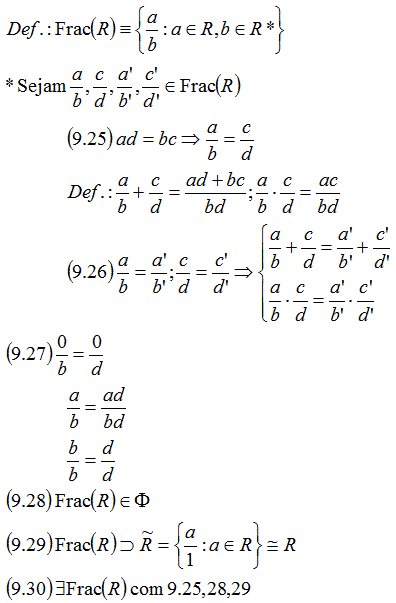 Def.: Frac(R) ≡ {a/b : a ∈ R, b ∈ R*}
* Sejam a/b, c/d, a'/b', c'/d' ∈ Frac(R)
(9.25) ad = bc ⇒ a/b = c/d
Def.: a/b + c/d = (ad + bc)/bd; a/b · c/d = ac/bd
(9.26) a/b = a'/b'; c/d = c'/d' ⇒ { a/b + c/d = a'/b' + c'/d'
a/b · c/d = a'/b' · c'/d'
(9.27) 0/b = 0/d
a/b = ad/bd
b/b = d/d
(9.28) Frac(R) ∈ Φ
(9.29) Frac(R) ⊃ R̃ = {a/1 : a ∈ R} ≅ R
(9.30) ∃Frac(R) com 9.25,28,29